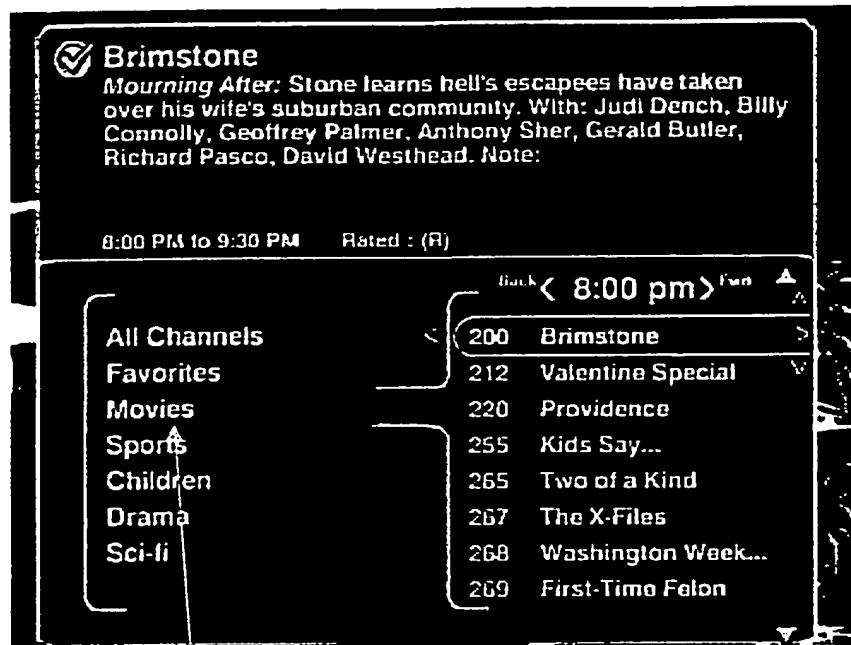 Brimstone
Mourning After: Stone learns hell's escapees have taken
over his wife's suburban community. With: Judi Dench, Billy
Connolly, Geoffrey Palmer, Anthony Sher, Gerald Butler,
Richard Pasco, David Westhead. Note:
8:00 PM to 9:30 PM Rated : (R)
Back < 8:00 pm > Fwd
All Channels < 200 Brimstone >
Favorites 212 Valentine Special
Movies 220 Providence
Sports 255 Kids Say...
Children 265 Two of a Kind
Drama 267 The X-Files
Sci-fi 268 Washington Week...
269 First-Time Felon